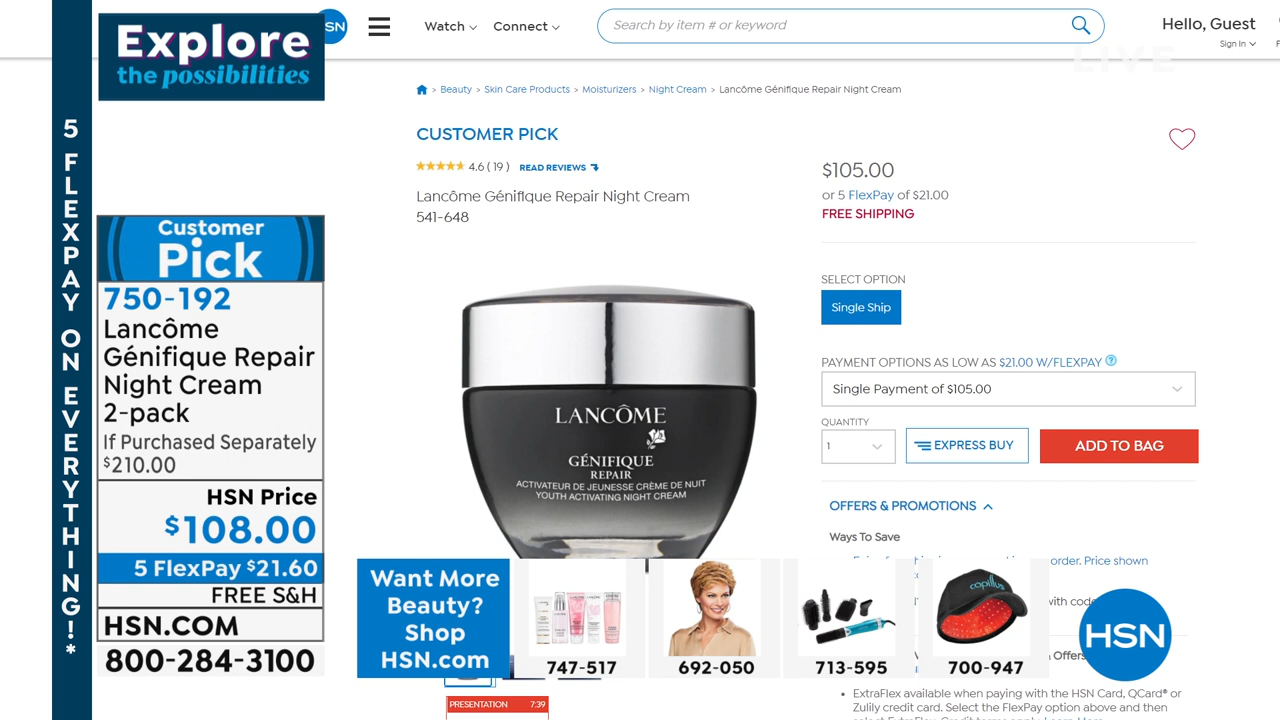 Explore
the possibilities
5 FLEXPAY ON EVERYTHING!*
Customer
Pick
750-192
Lancôme
Génifique Repair
Night Cream
2-pack
If Purchased Separately
$210.00
HSN Price
$108.00
5 FlexPay $21.60
FREE S&H
HSN.COM
800-284-3100
SN
Watch
Connect
Search by item # or keyword
Hello, Guest
Sign In
LIVE
Beauty > Skin Care Products > Moisturizers > Night Cream > Lancôme Génifique Repair Night Cream
CUSTOMER PICK
4.6 ( 19 ) READ REVIEWS
Lancôme Génifique Repair Night Cream
541-648
LANCÔME
GÉNIFIQUE
REPAIR
ACTIVATEUR DE JEUNESSE CRÈME DE NUIT
YOUTH ACTIVATING NIGHT CREAM
$105.00
or 5 FlexPay of $21.00
FREE SHIPPING
SELECT OPTION
Single Ship
PAYMENT OPTIONS AS LOW AS $21.00 W/FLEXPAY ?
Single Payment of $105.00
QUANTITY
1
EXPRESS BUY
ADD TO BAG
OFFERS & PROMOTIONS
Ways To Save
order. Price shown
with code
Offers
Want More
Beauty?
Shop
HSN.com
747-517
692-050
713-595
capillus
700-947
HSN
PRESENTATION 7:39
• ExtraFlex available when paying with the HSN Card, QCard® or
Zulily credit card. Select the FlexPay option above and then